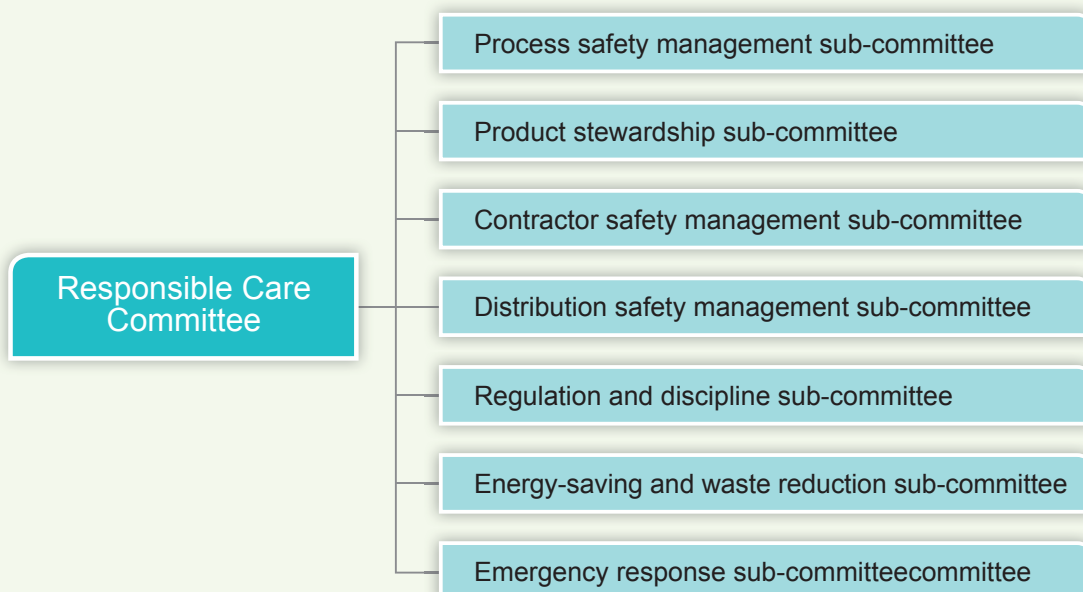 Process safety management sub-committee
Product stewardship sub-committee
Contractor safety management sub-committee
Responsible Care
Committee
Distribution safety management sub-committee
Regulation and discipline sub-committee
Energy-saving and waste reduction sub-committee
Emergency response sub-committeecommittee